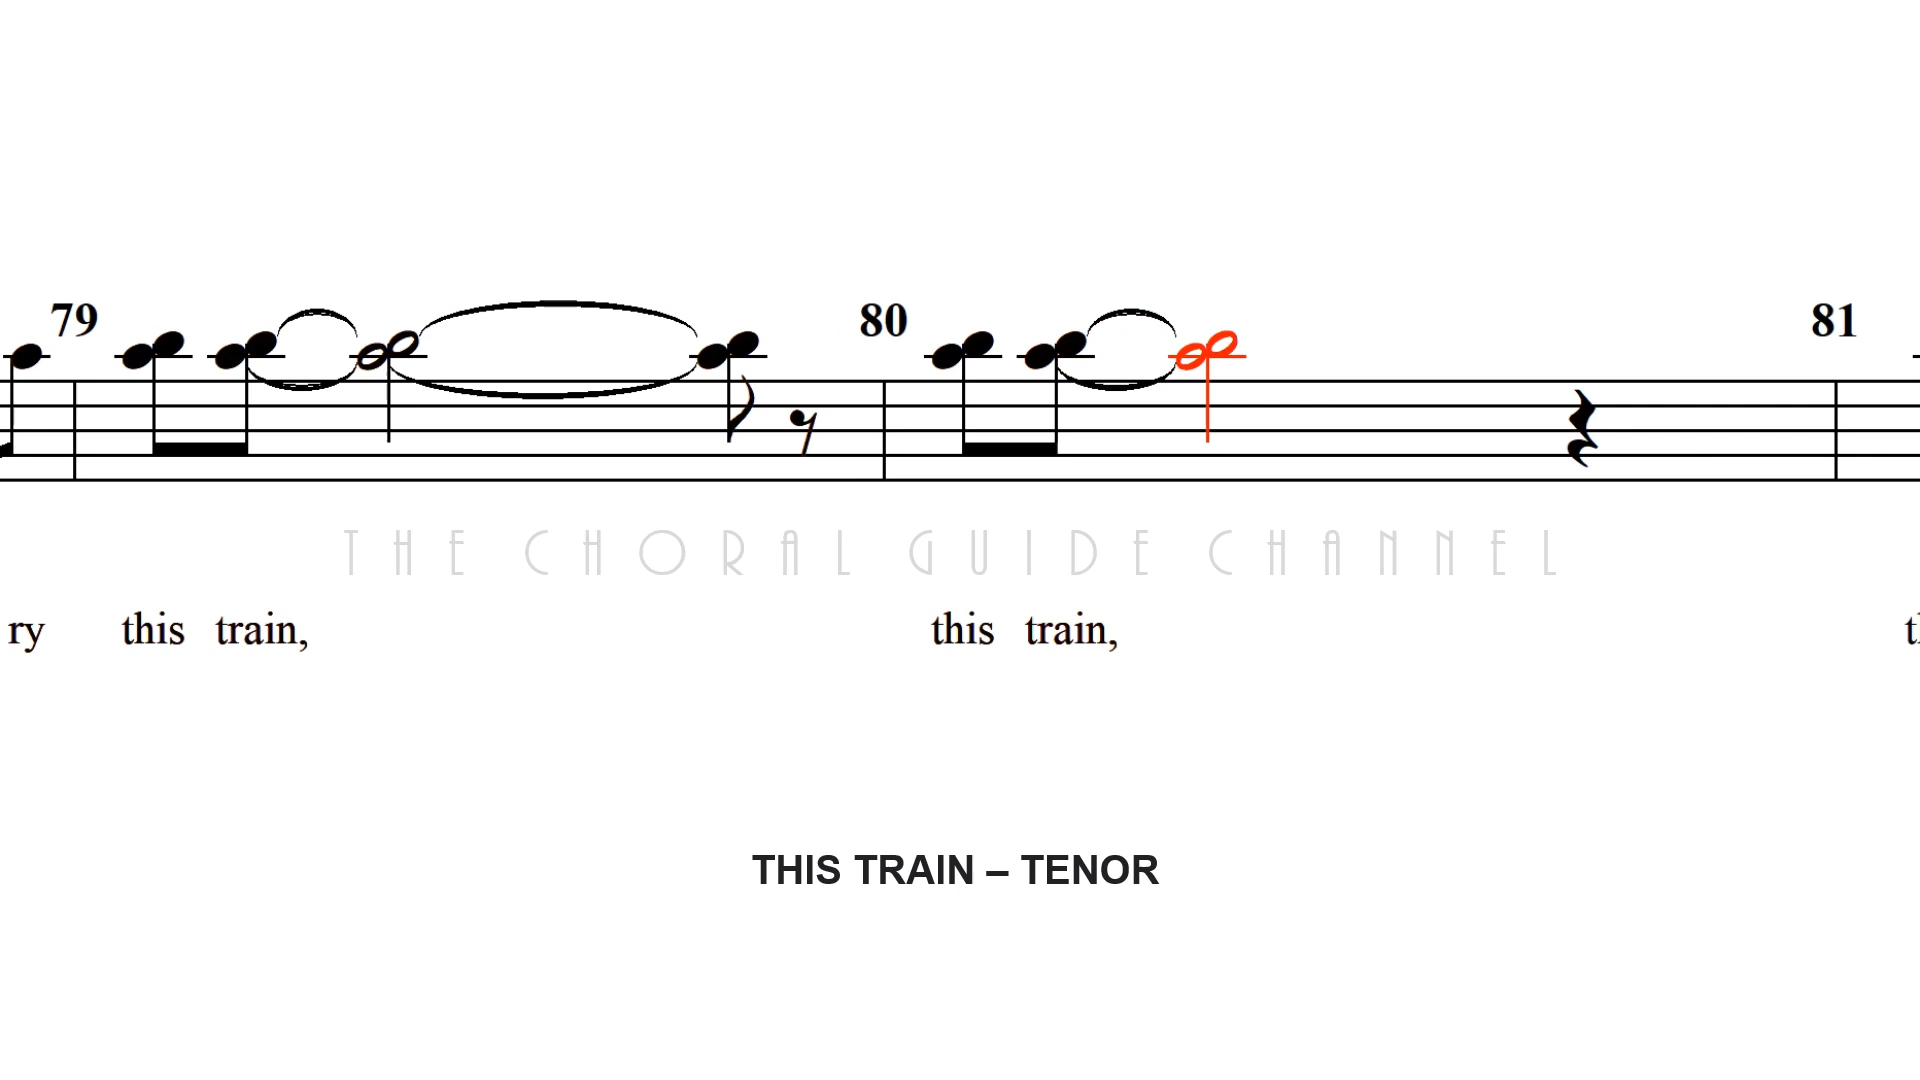 79 80 81
THE CHORAL GUIDE CHANNEL
ry this train, this train,
THIS TRAIN – TENOR